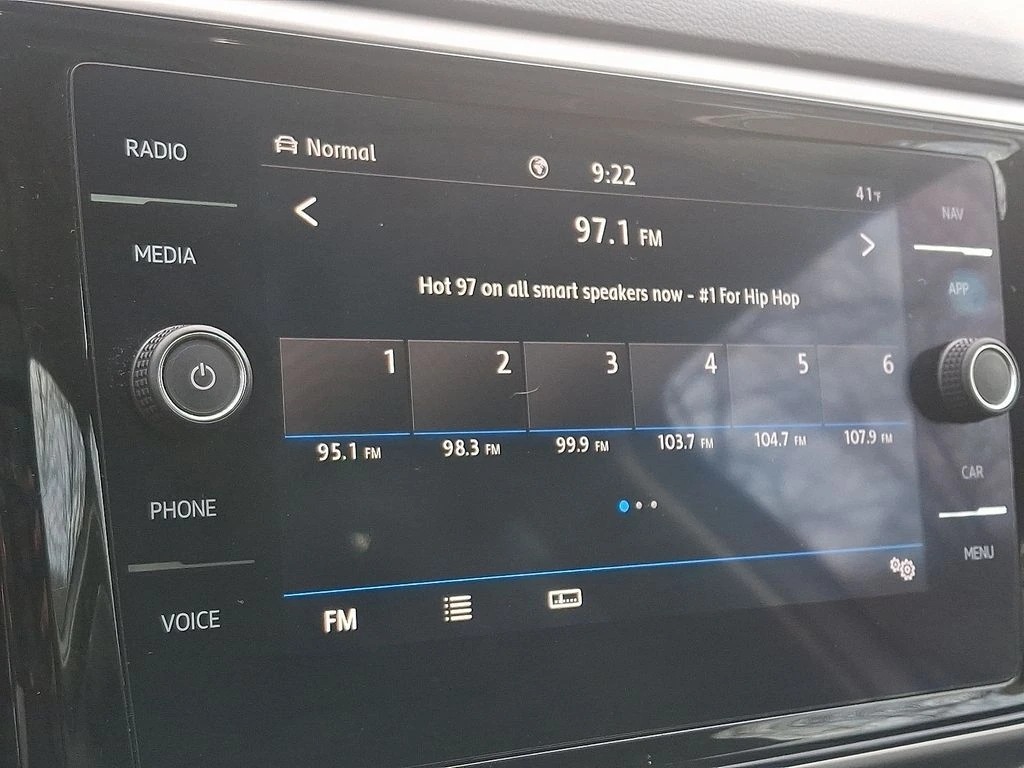 RADIO
MEDIA
PHONE
VOICE
Normal
9:22
41°F
97.1 FM
Hot 97 on all smart speakers now - #1 For Hip Hop
1 2 3 4 5 6
95.1 FM 98.3 FM 99.9 FM 103.7 FM 104.7 FM 107.9 FM
FM
NAV
APP
CAR
MENU